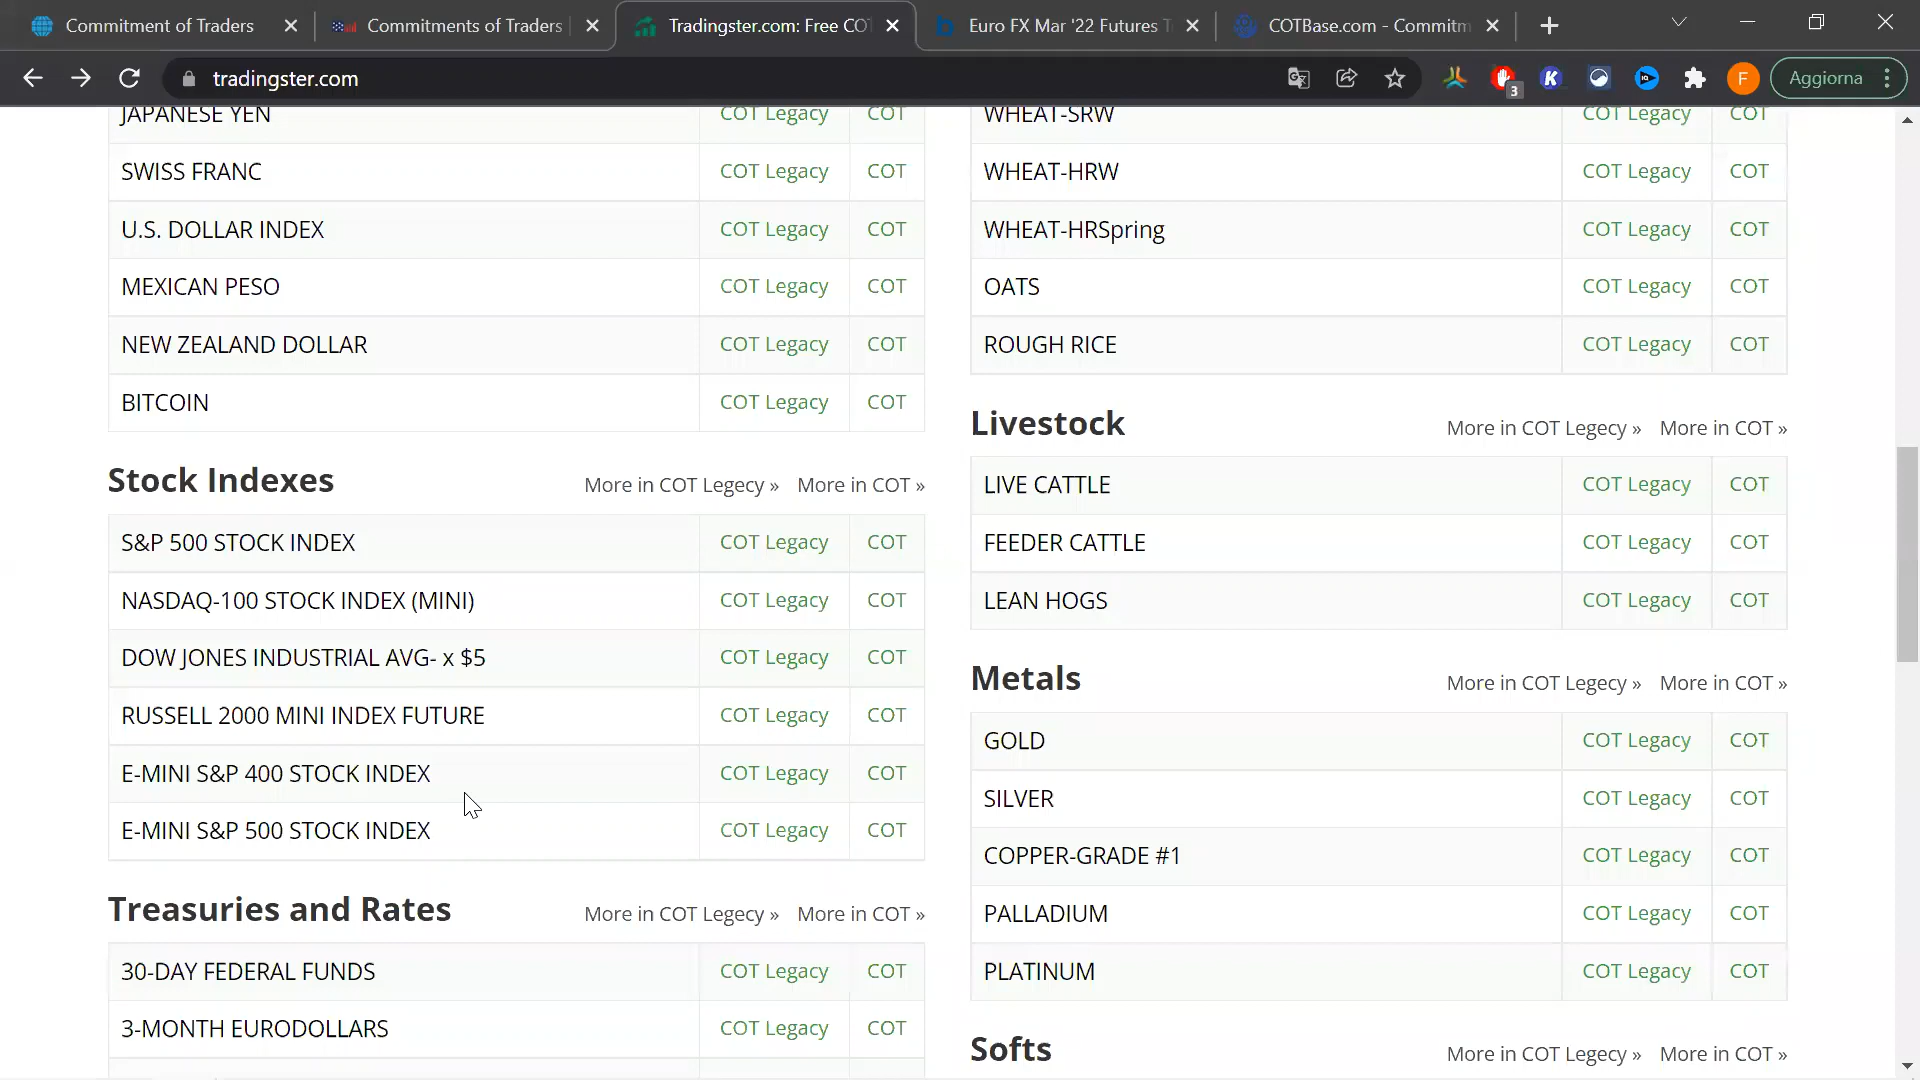 Commitment of Traders
Commitments of Traders
Tradingster.com: Free COT
Euro FX Mar '22 Futures T
COTBase.com - Commitm
tradingster.com
3
K
F
Aggiorna
JAPANESE YEN COT Legacy COT
SWISS FRANC COT Legacy COT
U.S. DOLLAR INDEX COT Legacy COT
MEXICAN PESO COT Legacy COT
NEW ZEALAND DOLLAR COT Legacy COT
BITCOIN COT Legacy COT
Stock Indexes More in COT Legacy » More in COT »
S&P 500 STOCK INDEX COT Legacy COT
NASDAQ-100 STOCK INDEX (MINI) COT Legacy COT
DOW JONES INDUSTRIAL AVG- x $5 COT Legacy COT
RUSSELL 2000 MINI INDEX FUTURE COT Legacy COT
E-MINI S&P 400 STOCK INDEX COT Legacy COT
E-MINI S&P 500 STOCK INDEX COT Legacy COT
Treasuries and Rates More in COT Legacy » More in COT »
30-DAY FEDERAL FUNDS COT Legacy COT
3-MONTH EURODOLLARS COT Legacy COT
WHEAT-SRW COT Legacy COT
WHEAT-HRW COT Legacy COT
WHEAT-HRSpring COT Legacy COT
OATS COT Legacy COT
ROUGH RICE COT Legacy COT
Livestock More in COT Legacy » More in COT »
LIVE CATTLE COT Legacy COT
FEEDER CATTLE COT Legacy COT
LEAN HOGS COT Legacy COT
Metals More in COT Legacy » More in COT »
GOLD COT Legacy COT
SILVER COT Legacy COT
COPPER-GRADE #1 COT Legacy COT
PALLADIUM COT Legacy COT
PLATINUM COT Legacy COT
Softs More in COT Legacy » More in COT »